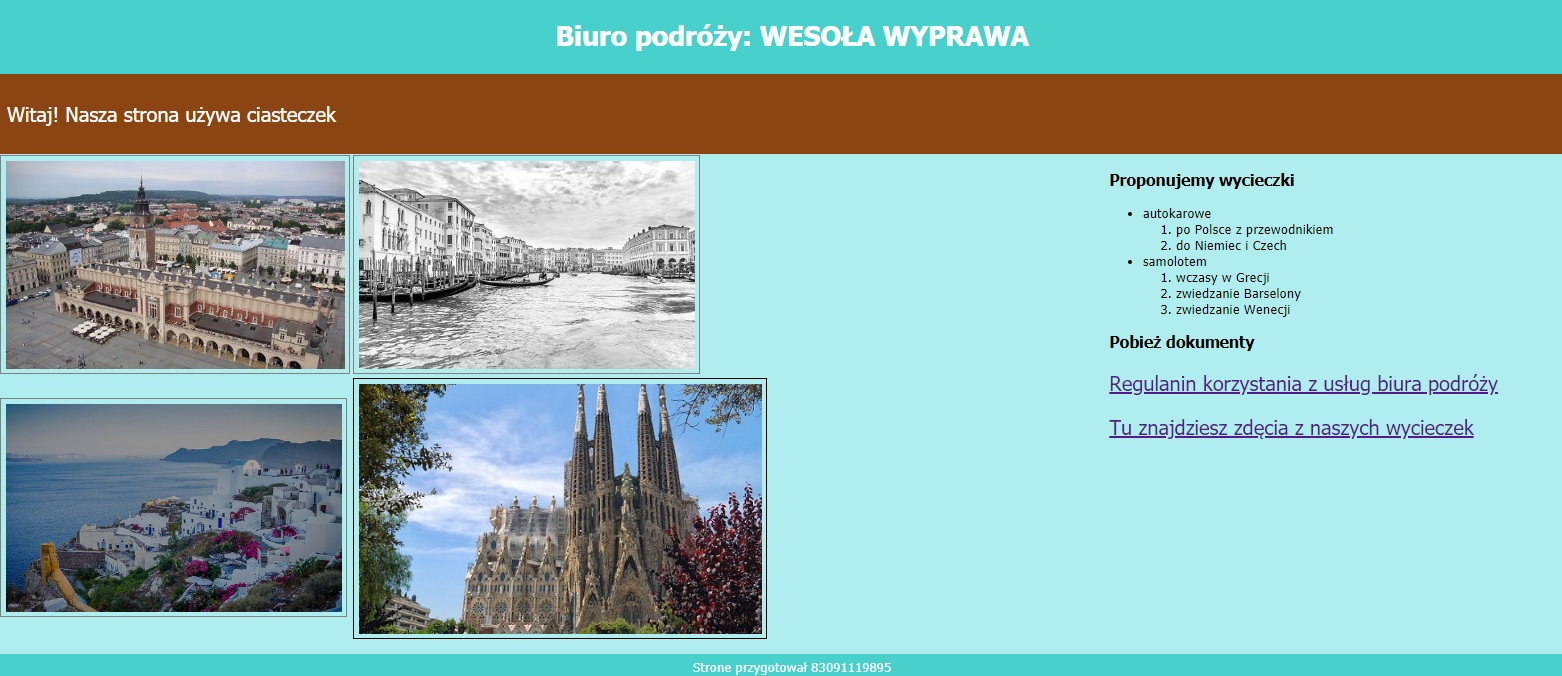 Biuro podróży: WESOŁA WYPRAWA
Witaj! Nasza strona używa ciasteczek
Proponujemy wycieczki
autokarowe
1. po Polsce z przewodnikiem
2. do Niemiec i Czech
samolotem
1. wczasy w Grecji
2. zwiedzanie Barselony
3. zwiedzanie Wenecji
Pobież dokumenty
Regulanin korzystania z usług biura podróży
Tu znajdziesz zdęcia z naszych wycieczek
Strone przygotował 83091119895